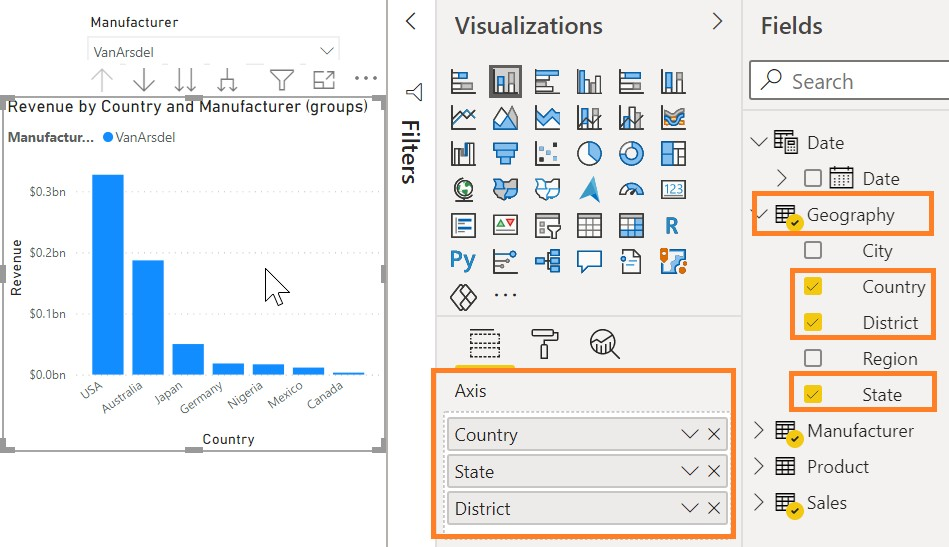 Manufacturer
VanArsdel
Revenue by Country and Manufacturer (groups)
Manufactur... VanArsdel
$0.3bn
$0.2bn
$0.1bn
$0.0bn
Revenue
USA
Australia
Japan
Germany
Nigeria
Mexico
Canada
Country
Filters
Visualizations
123
R
Py
...
Axis
Country
State
District
Fields
Search
Date
Date
Geography
City
Country
District
Region
State
Manufacturer
Product
Sales